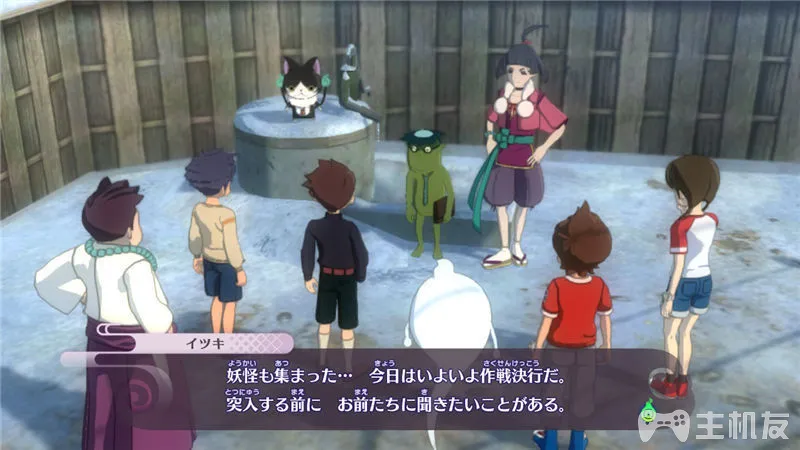 イツキ
妖怪も集まった… 今日はいよいよ作戦決行だ。
突入する前に お前たちに聞きたいことがある。
主机友